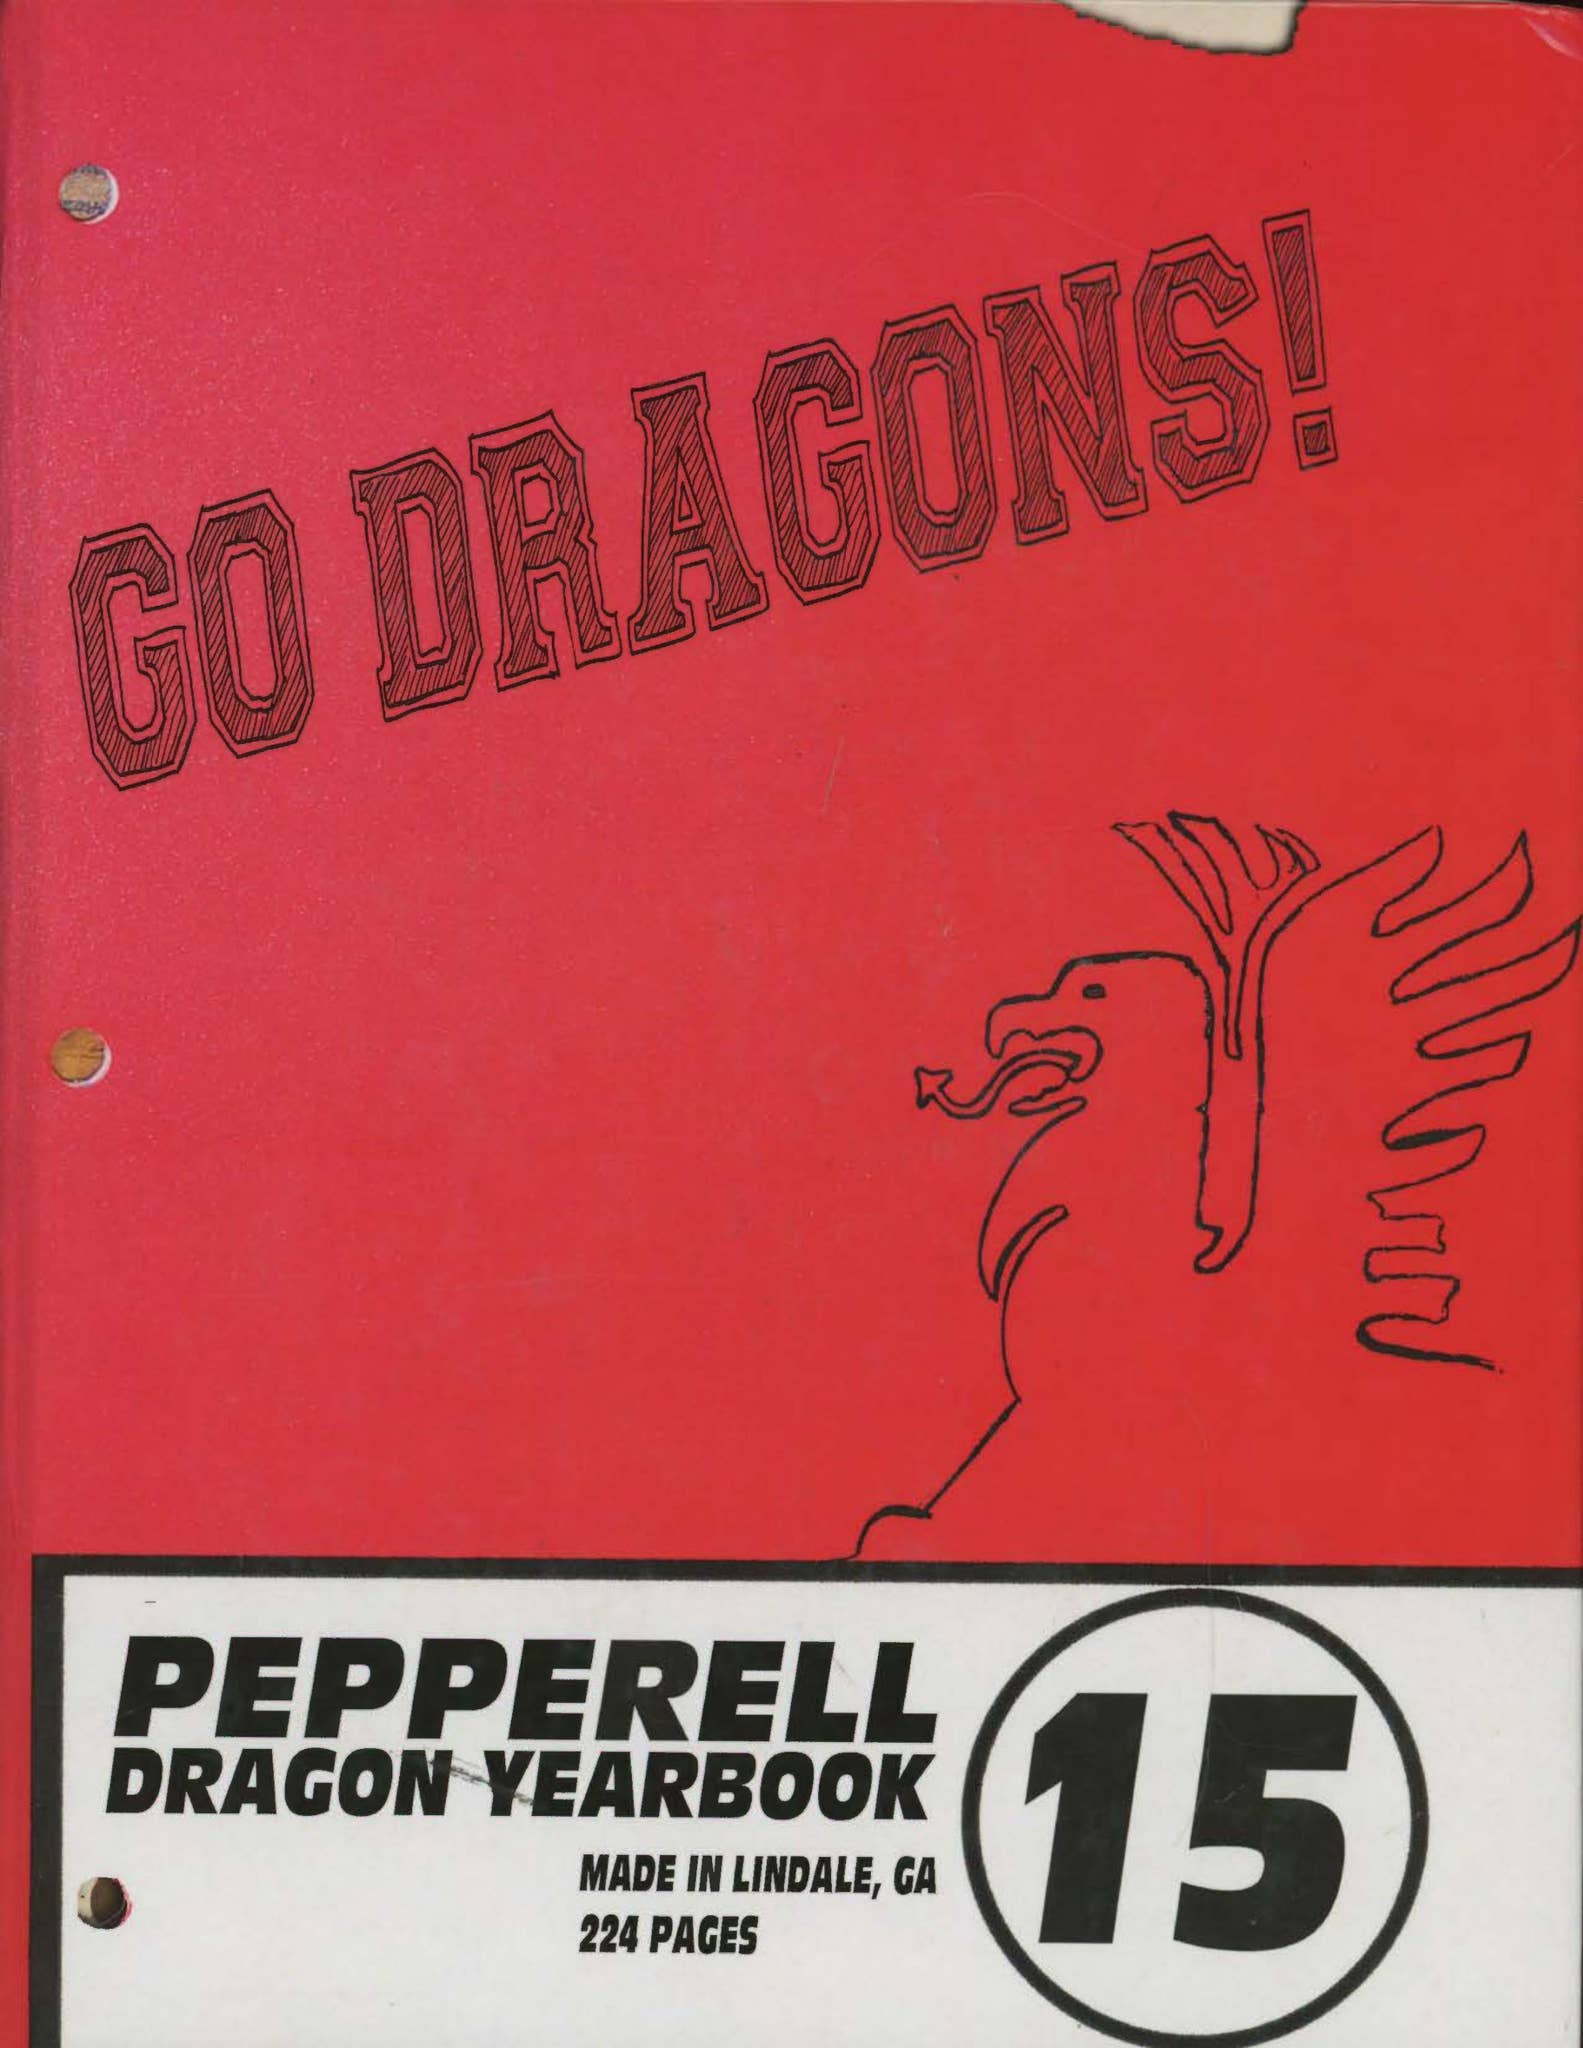 GO DRAGONS!
PEPPERELL
DRAGON YEARBOOK
MADE IN LINDALE, GA
224 PAGES
15